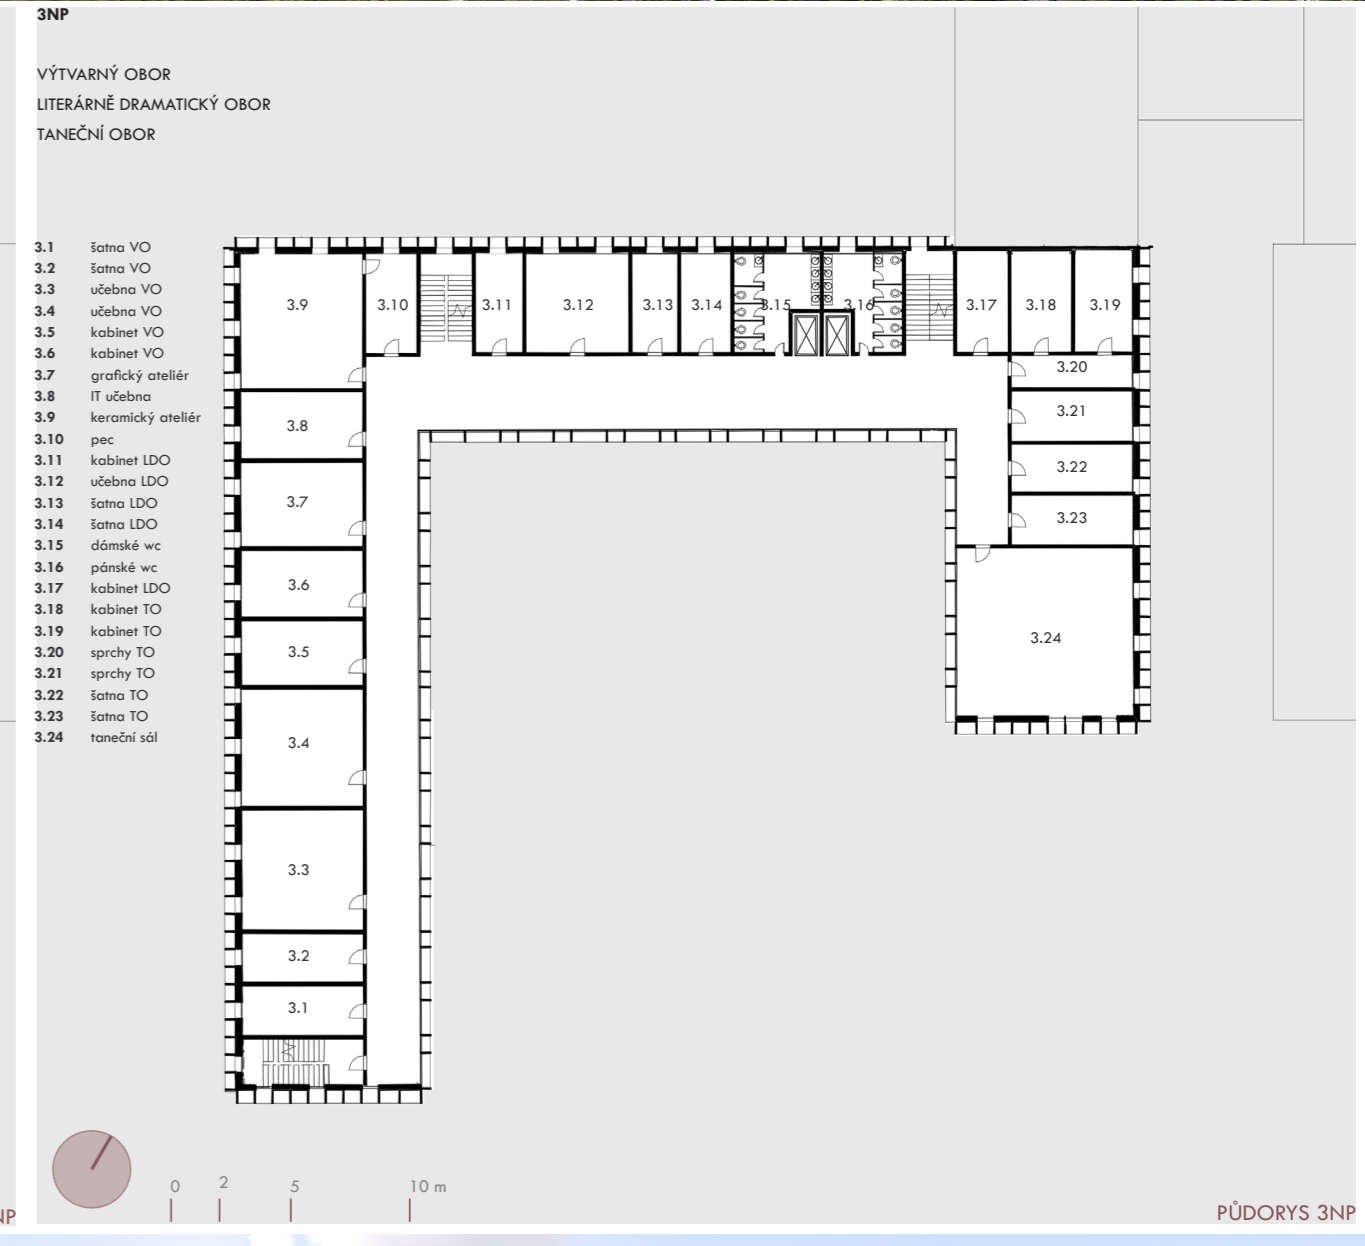 3NP
VÝTVARNÝ OBOR
LITERÁRNĚ DRAMATICKÝ OBOR
TANEČNÍ OBOR
3.1 šatna VO
3.2 šatna VO
3.3 učebna VO
3.4 učebna VO
3.5 kabinet VO
3.6 kabinet VO
3.7 grafický ateliér
3.8 IT učebna
3.9 keramický ateliér
3.10 pec
3.11 kabinet LDO
3.12 učebna LDO
3.13 šatna LDO
3.14 šatna LDO
3.15 dámské wc
3.16 pánské wc
3.17 kabinet LDO
3.18 kabinet TO
3.19 kabinet TO
3.20 sprchy TO
3.21 sprchy TO
3.22 šatna TO
3.23 šatna TO
3.24 taneční sál
3.9 3.10 3.11 3.12 3.13 3.14 3.15 3.16 3.17 3.18 3.19
3.20
3.21
3.8
3.22
3.7
3.23
3.6
3.24
3.5
3.4
3.3
3.2
3.1
0 2 5 10 m
NP
PŮDORYS 3NP